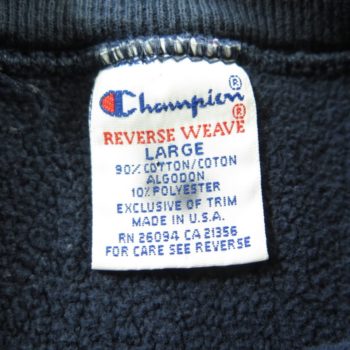 Champion®
REVERSE WEAVE®
LARGE
90% COTTON/COTON
ALGODON
10% POLYESTER
EXCLUSIVE OF TRIM
MADE IN U.S.A.
RN 26094 CA 21356
FOR CARE SEE REVERSE